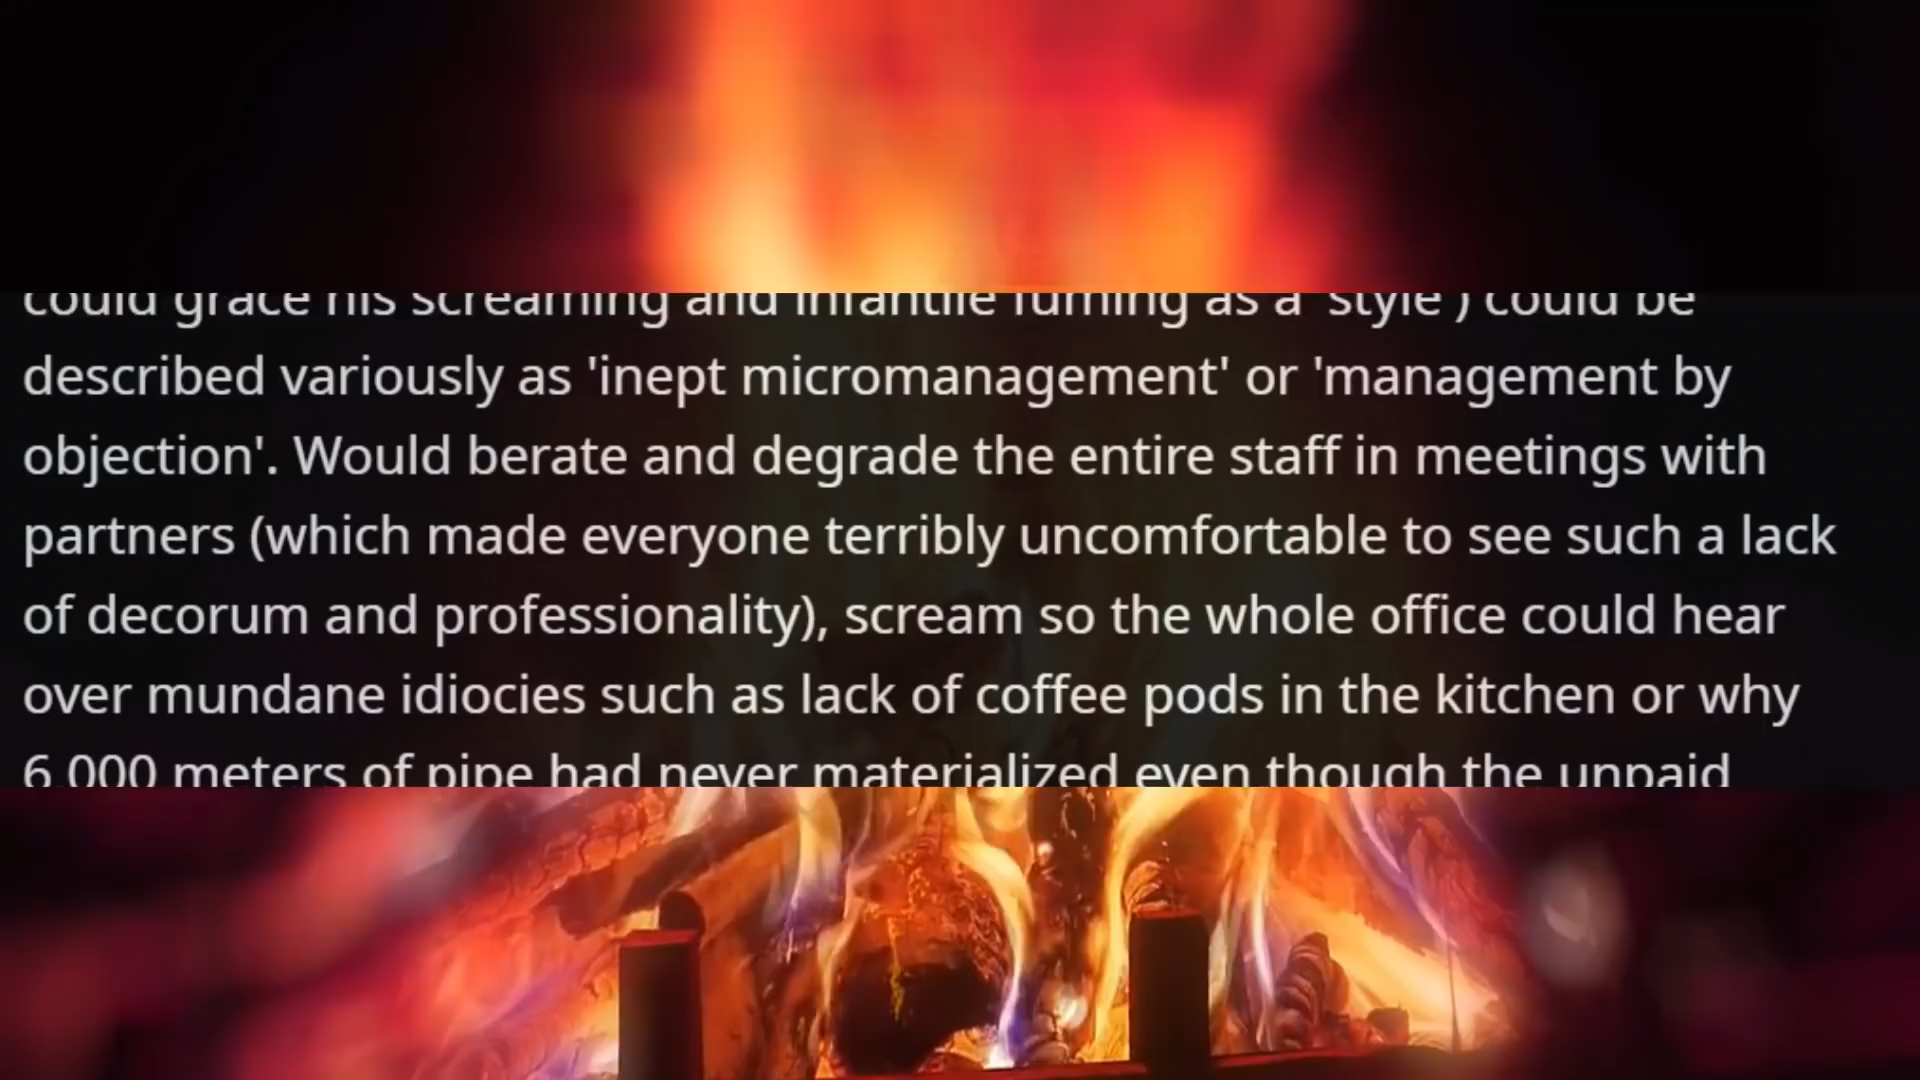 could grace his screaming and infantile fuming as a 'style') could be
described variously as 'inept micromanagement' or 'management by
objection'. Would berate and degrade the entire staff in meetings with
partners (which made everyone terribly uncomfortable to see such a lack
of decorum and professionality), scream so the whole office could hear
over mundane idiocies such as lack of coffee pods in the kitchen or why
6,000 meters of pipe had never materialized even though the unpaid